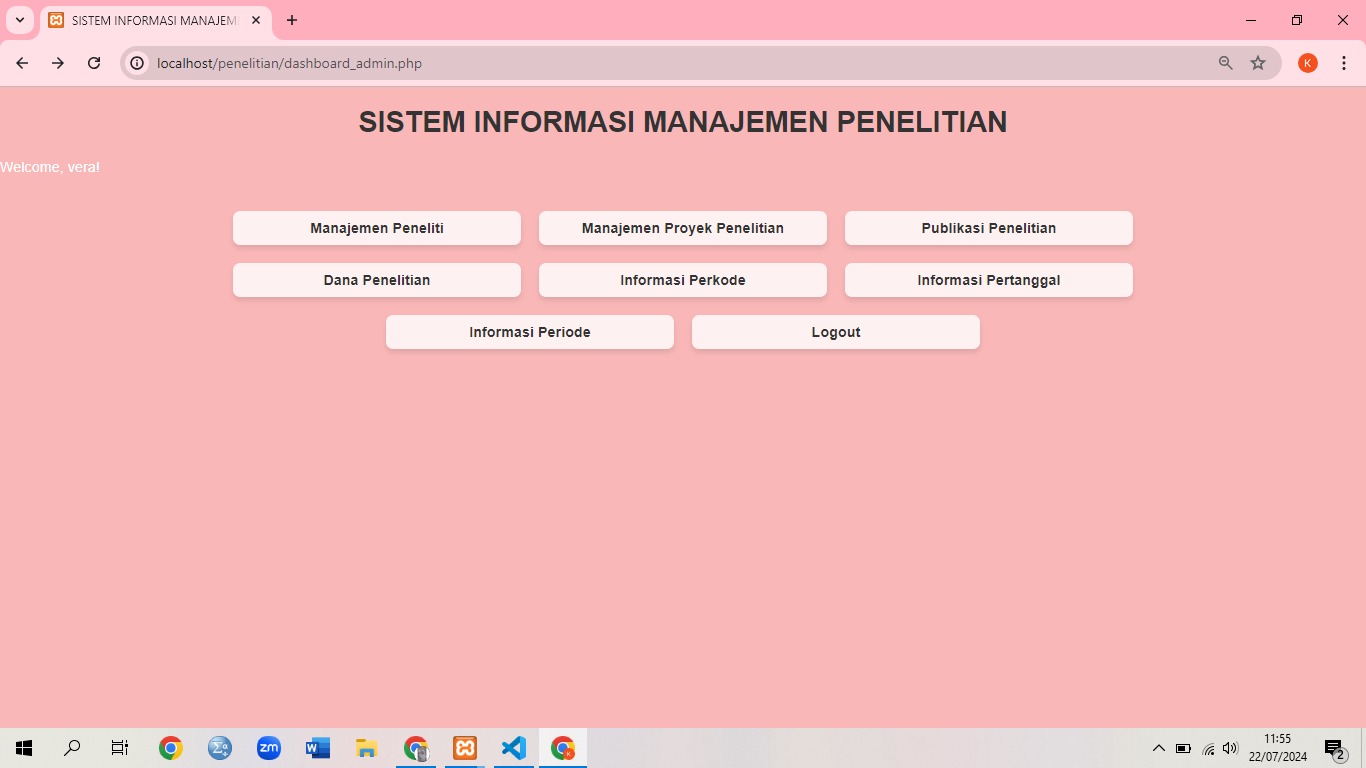 SISTEM INFORMASI MANAJEM
localhost/penelitian/dashboard_admin.php
K
SISTEM INFORMASI MANAJEMEN PENELITIAN
Welcome, vera!
Manajemen Peneliti
Manajemen Proyek Penelitian
Publikasi Penelitian
Dana Penelitian
Informasi Perkode
Informasi Pertanggal
Informasi Periode
Logout
zm
W
K
11:55
22/07/2024
2